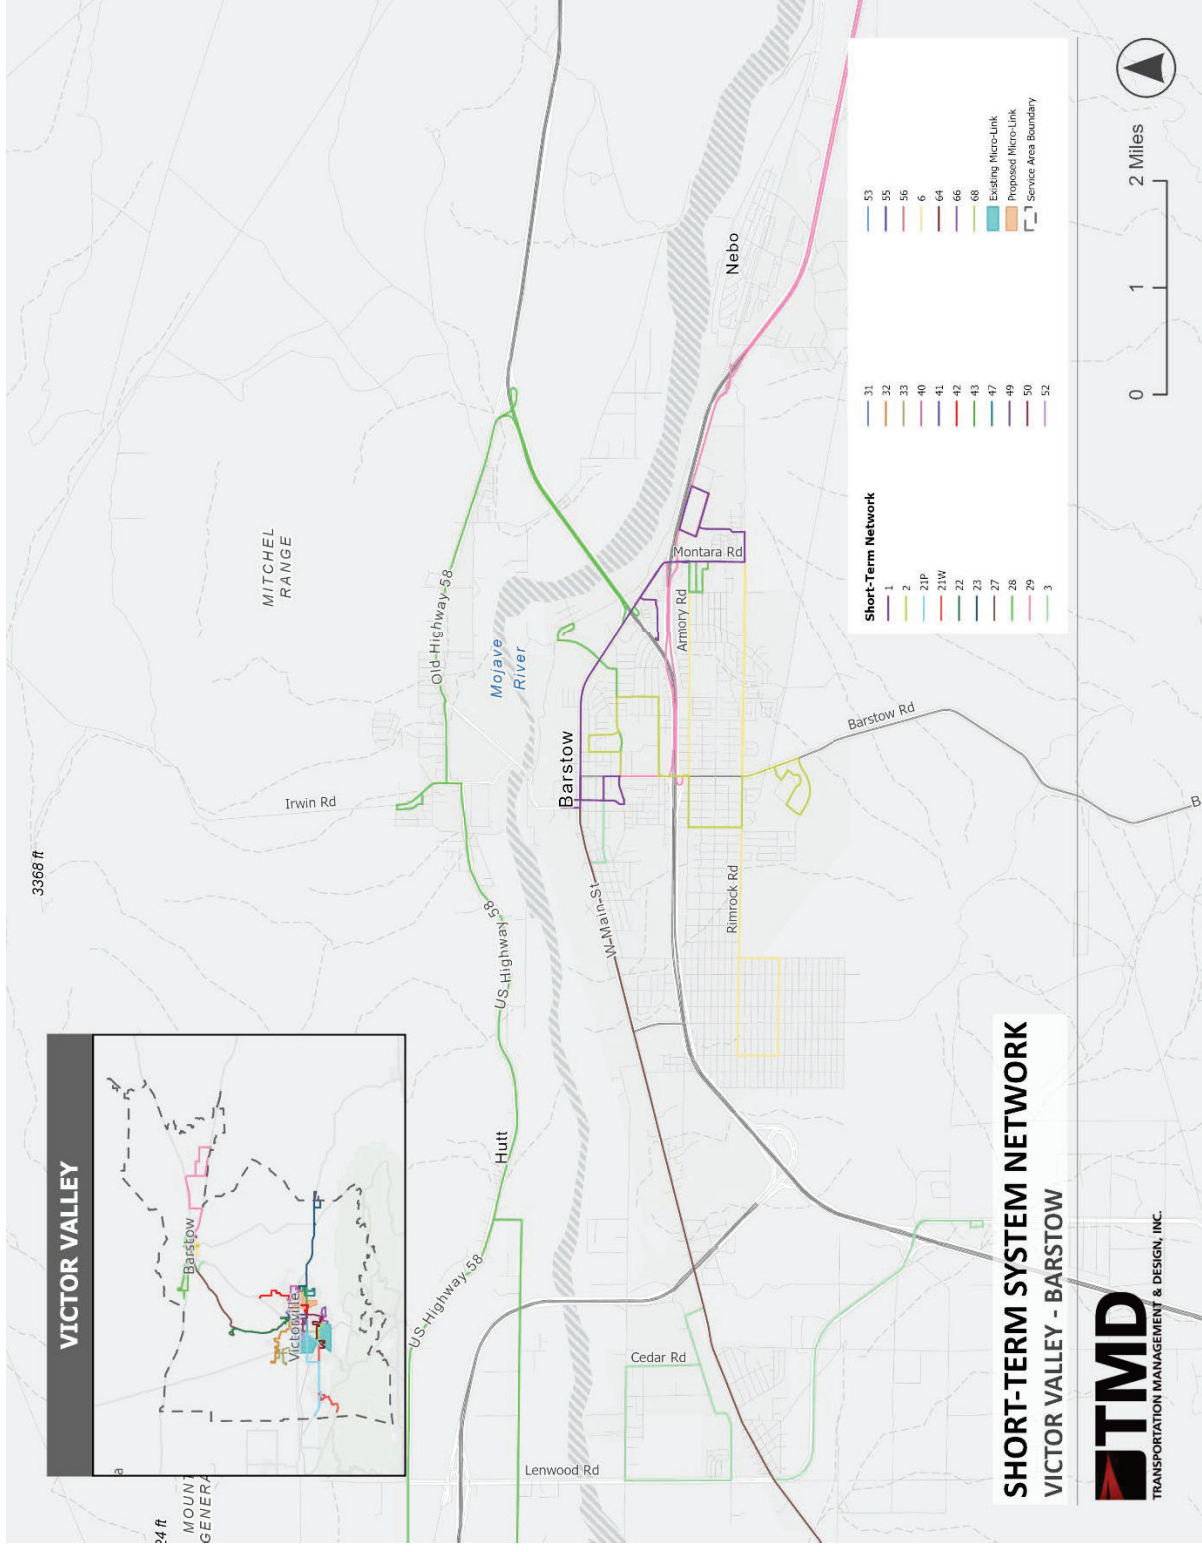 VICTOR VALLEY
Barstow
Victorville
a
24 ft
MOUNT
GENERA
3368 ft
MITCHEL
RANGE
Irwin Rd
Old-Highway-58
Mojave
River
US-Highway-58
Hutt
US-Highway-58
Barstow
W-Main-St
Nebo
Montara Rd
Armory Rd
Rimrock Rd
Barstow Rd
Cedar Rd
Lenwood Rd
B
SHORT-TERM SYSTEM NETWORK
VICTOR VALLEY - BARSTOW
TMD
TRANSPORTATION MANAGEMENT & DESIGN, INC.
Short-Term Network
1
2
21P
21W
22
23
27
28
29
3
31
32
33
40
41
42
43
47
49
50
52
53
55
56
6
64
66
68
Existing Micro-Link
Proposed Micro-Link
Service Area Boundary
0 1 2 Miles